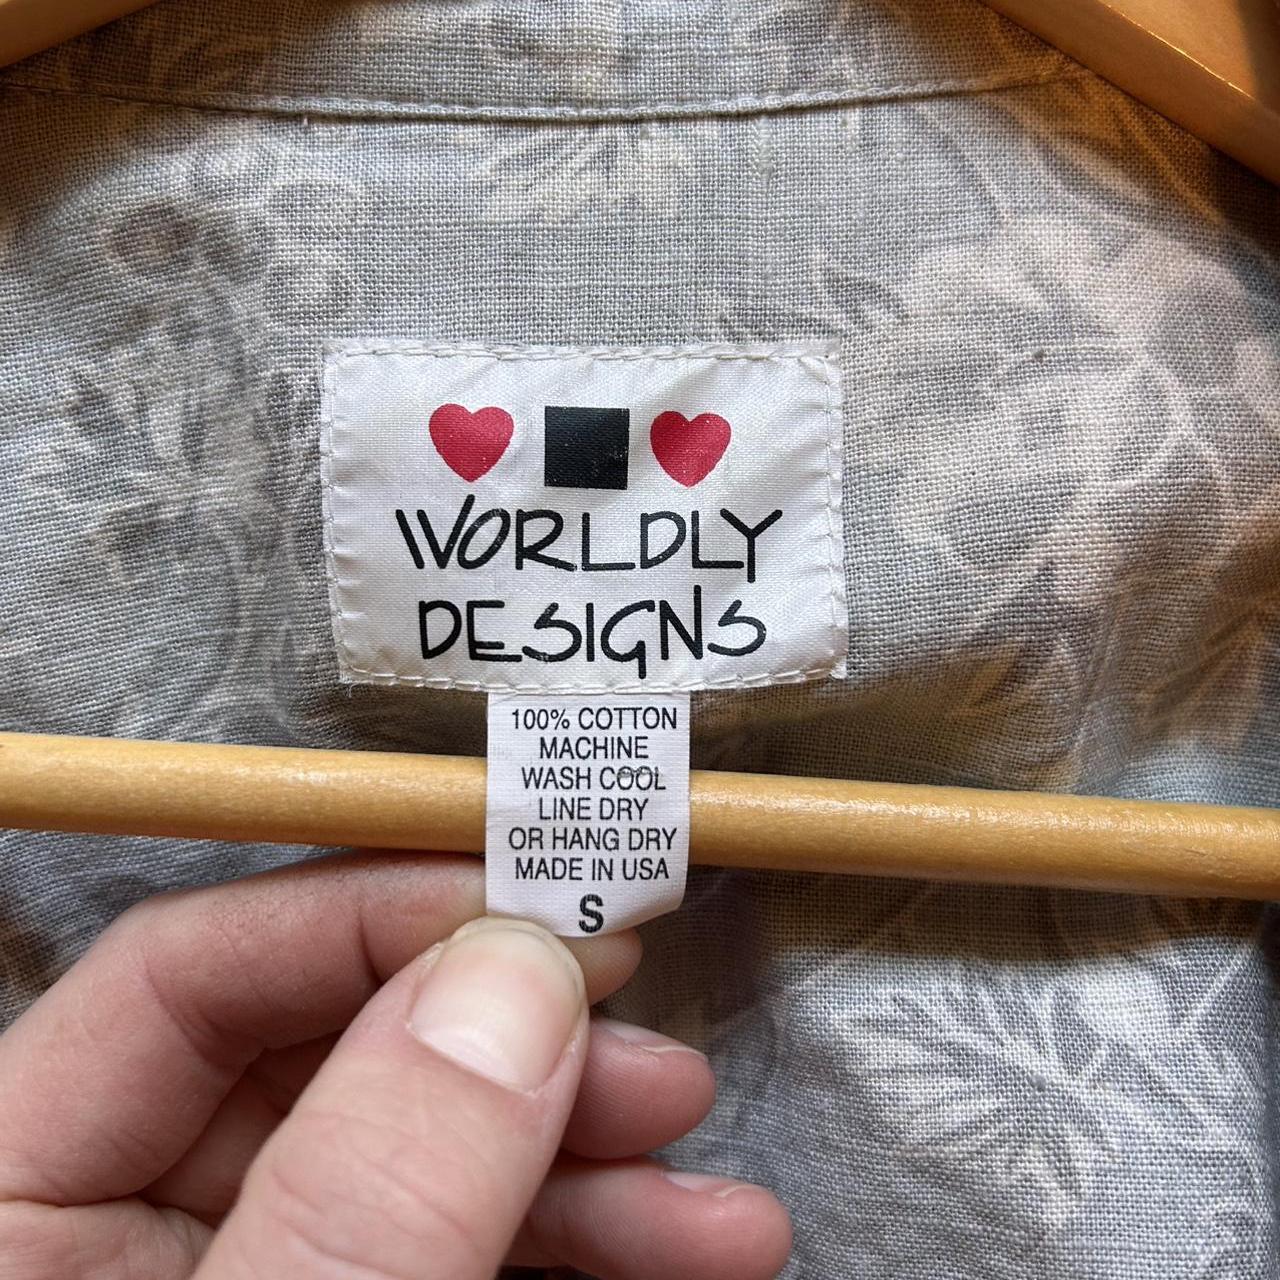 WORLDLY
DESIGNS
100% COTTON
MACHINE
WASH COOL
LINE DRY
OR HANG DRY
MADE IN USA
S